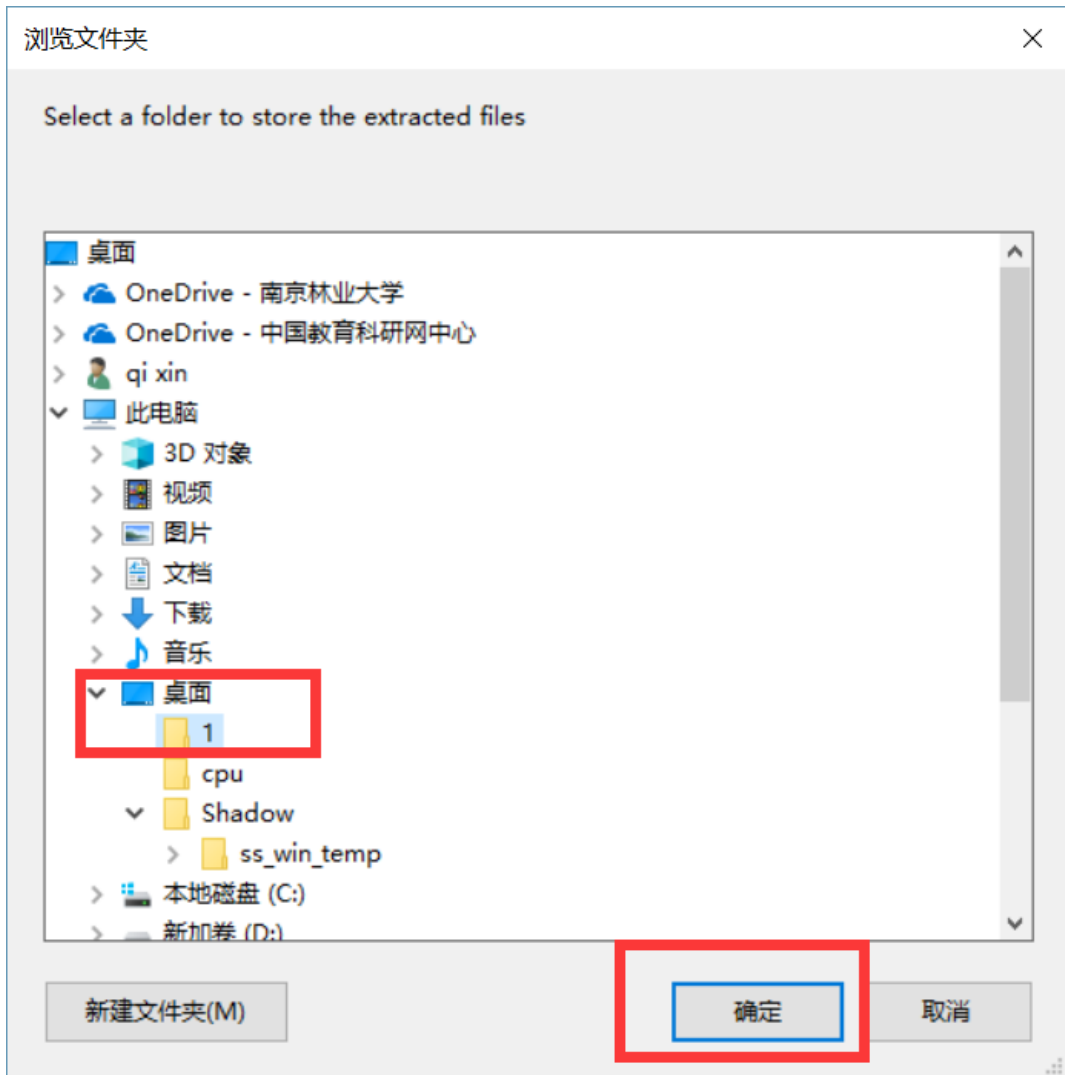 浏览文件夹
Select a folder to store the extracted files
桌面
OneDrive - 南京林业大学
OneDrive - 中国教育科研网中心
qi xin
此电脑
3D 对象
视频
图片
文档
下载
音乐
桌面
1
cpu
Shadow
ss_win_temp
本地磁盘 (C:)
新加卷 (D:)
新建文件夹(M)
确定
取消